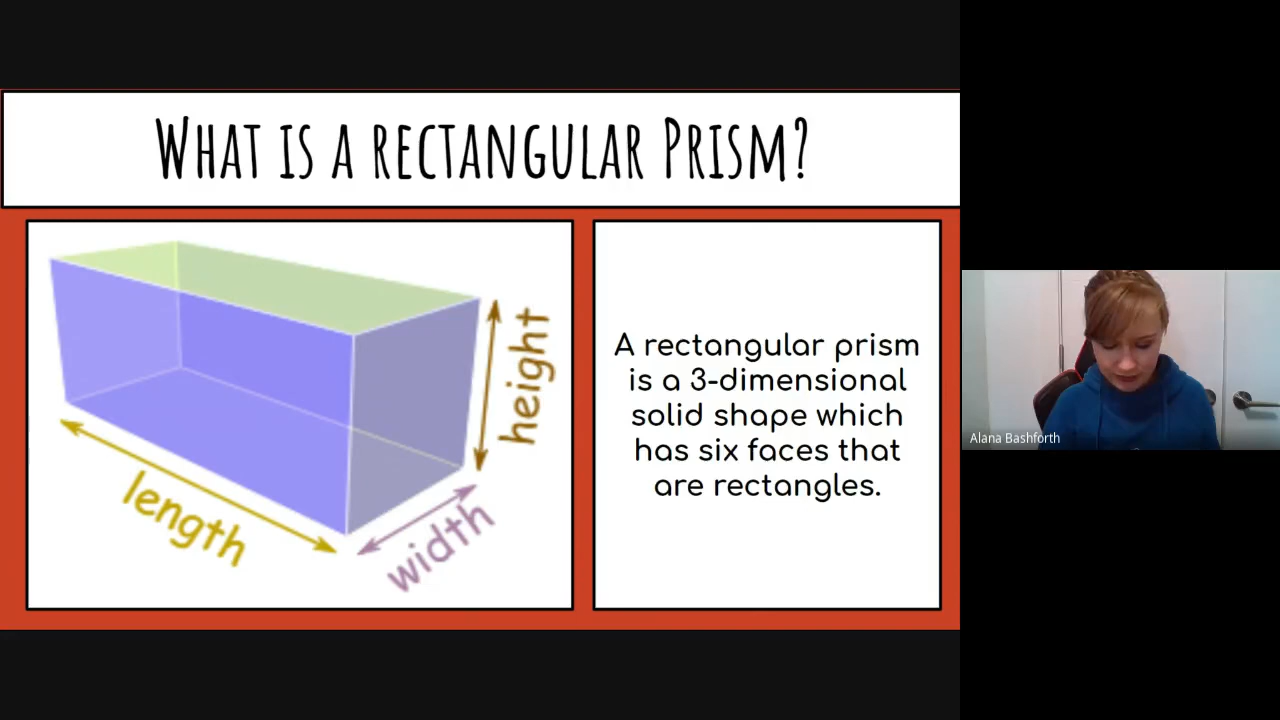 WHAT IS A RECTANGULAR PRISM?
height
length
width
A rectangular prism
is a 3-dimensional
solid shape which
has six faces that
are rectangles.
Alana Bashforth